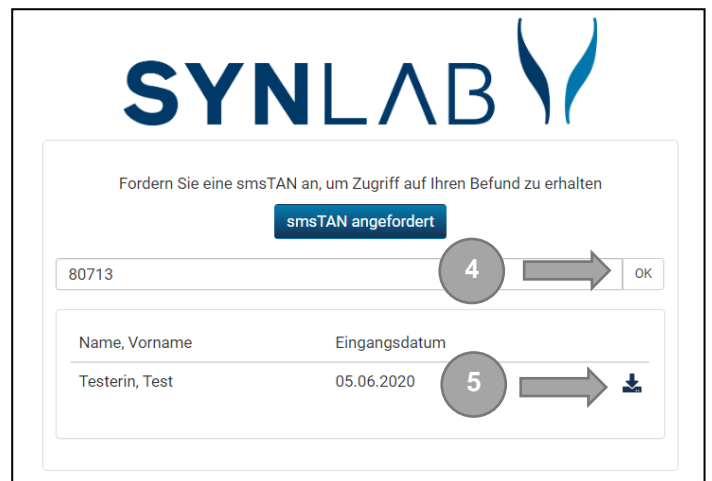 SYNLAB
Fordern Sie eine smsTAN an, um Zugriff auf Ihren Befund zu erhalten
smsTAN angefordert
80713 4 OK
Name, Vorname Eingangsdatum
Testerin, Test 05.06.2020 5